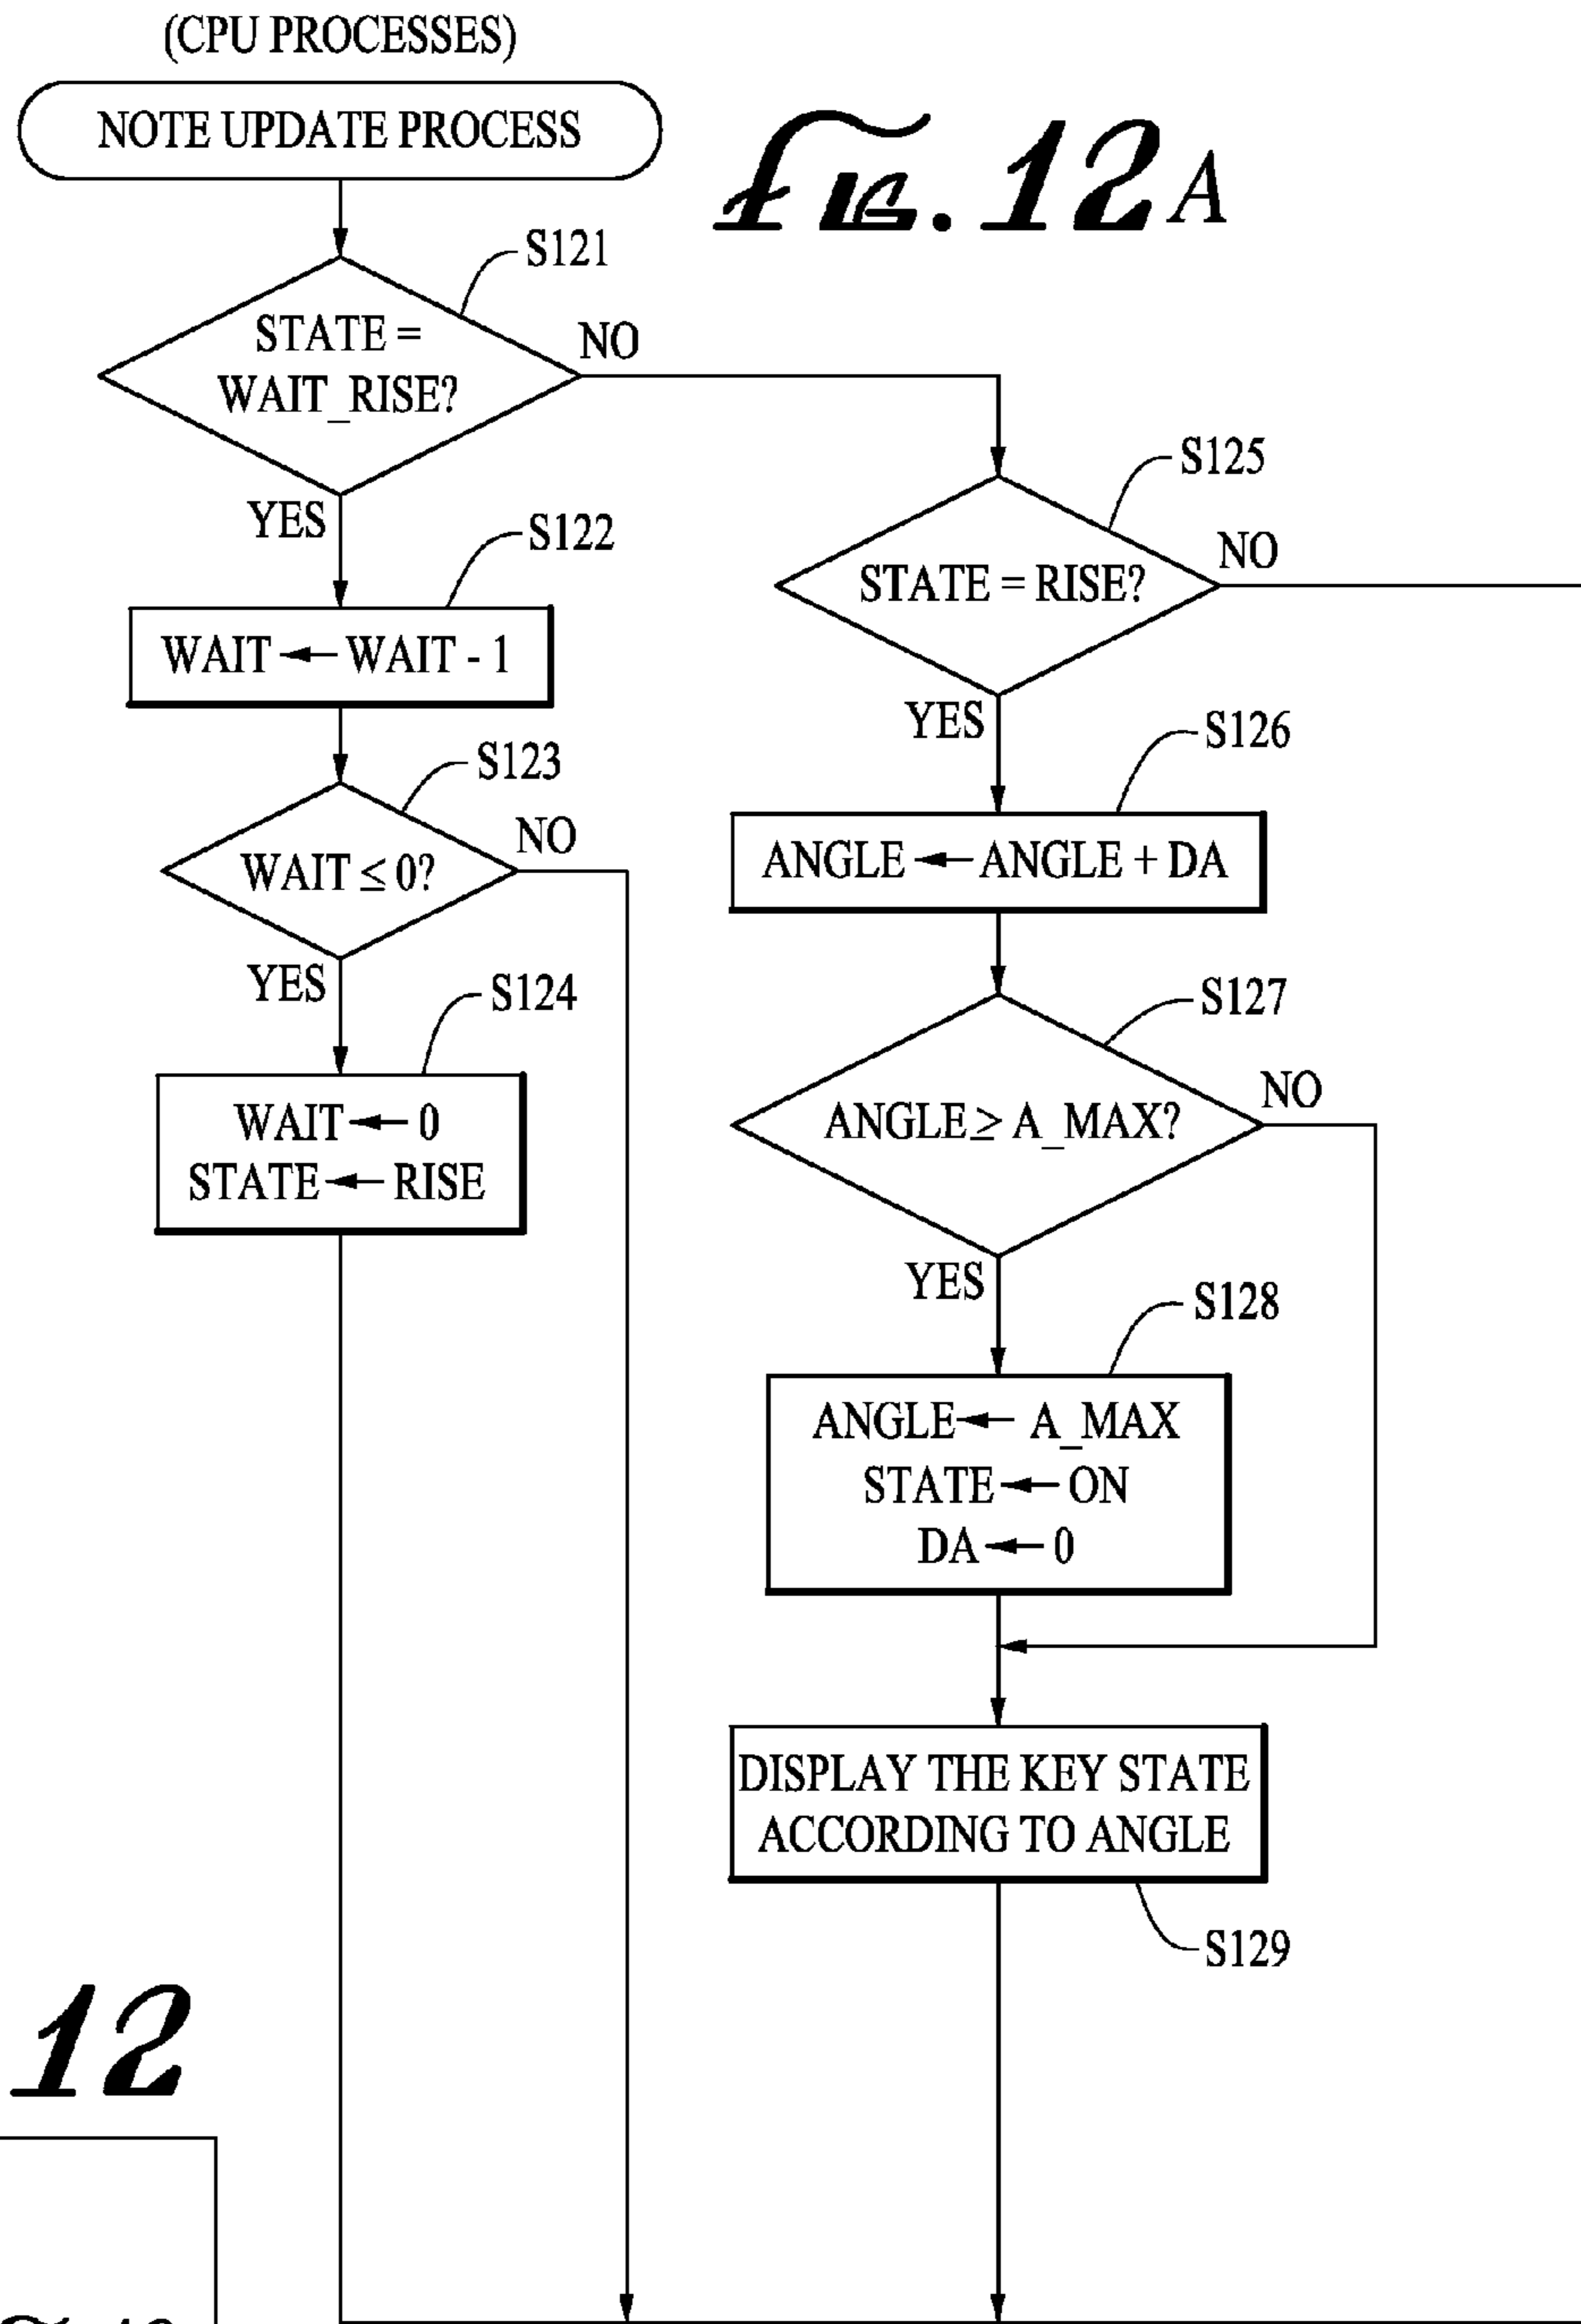 (CPU PROCESSES)
NOTE UPDATE PROCESS
FIG. 12A
S121
STATE =
WAIT_RISE?
NO
YES
S122
WAIT ← WAIT - 1
S123
WAIT ≤ 0?
NO
YES
S124
WAIT ← 0
STATE ← RISE
S125
STATE = RISE?
NO
YES
S126
ANGLE ← ANGLE + DA
S127
ANGLE ≥ A_MAX?
NO
YES
S128
ANGLE ← A_MAX
STATE ← ON
DA ← 0
DISPLAY THE KEY STATE
ACCORDING TO ANGLE
S129
12